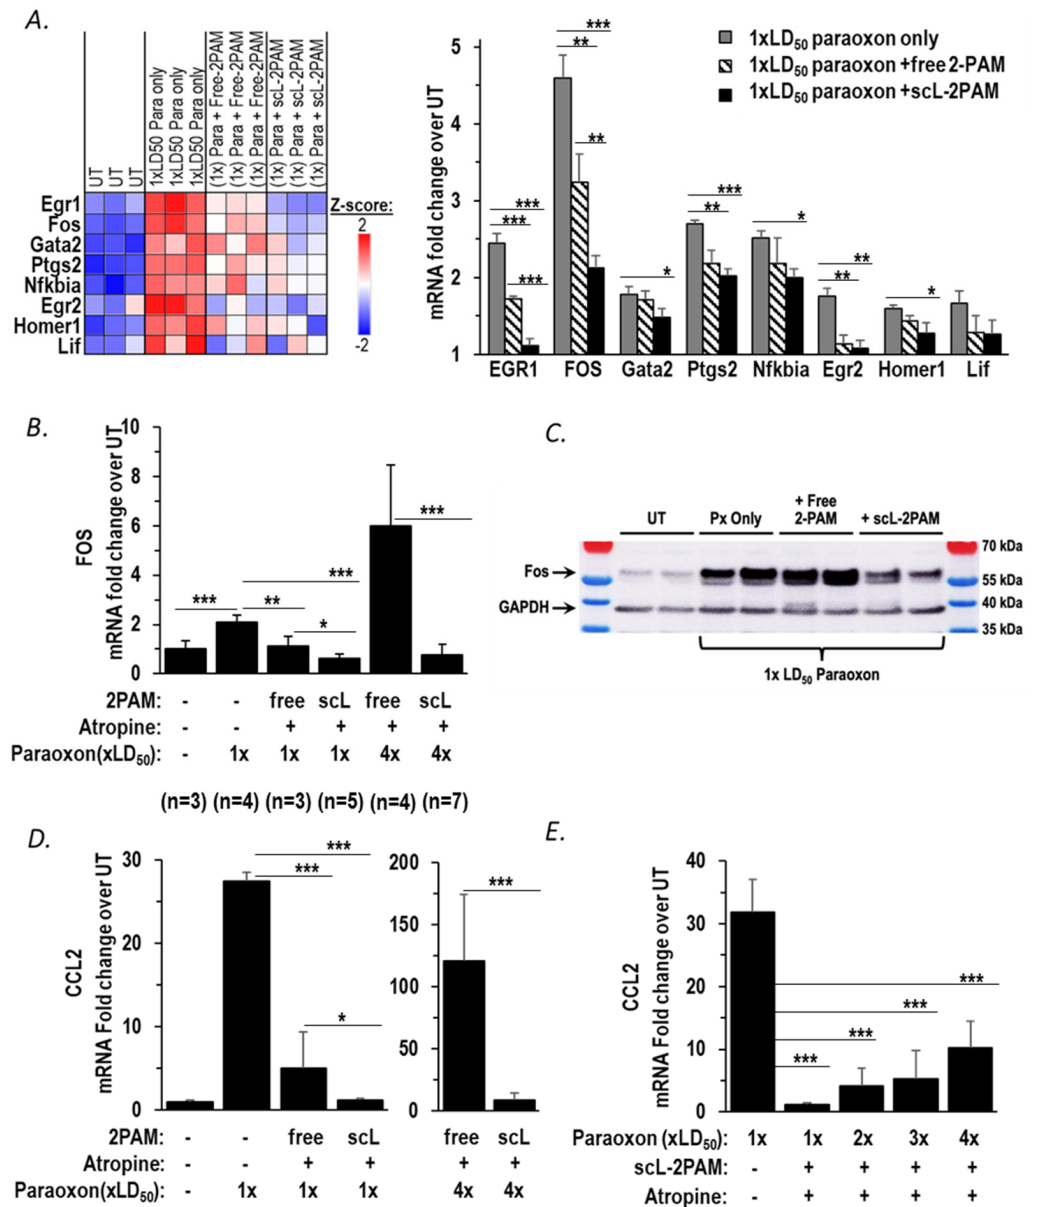 A.
UT
UT
UT
1xLD50 Para only
1xLD50 Para only
1xLD50 Para only
(1x) Para + Free-2PAM
(1x) Para + Free-2PAM
(1x) Para + Free-2PAM
(1x) Para + scL-2PAM
(1x) Para + scL-2PAM
(1x) Para + scL-2PAM
Egr1
Fos
Gata2
Ptgs2
Nfkbia
Egr2
Homer1
Lif
Z-score:
2
-2
mRNA fold change over UT
5
4
3
2
1
***
***
***
***
**
**
*
***
**
*
**
**
*
EGR1 FOS Gata2 Ptgs2 Nfkbia Egr2 Homer1 Lif
1xLD50 paraoxon only
1xLD50 paraoxon +free 2-PAM
1xLD50 paraoxon +scL-2PAM
B.
FOS
mRNA fold change over UT
10
8
6
4
2
0
***
***
**
*
***
2PAM: - - free scL free scL
Atropine: - - + + + +
Paraoxon(xLD50): - 1x 1x 1x 4x 4x
(n=3) (n=4) (n=3) (n=5) (n=4) (n=7)
C.
UT
Px Only
+ Free
2-PAM
+ scL-2PAM
Fos
GAPDH
70 kDa
55 kDa
40 kDa
35 kDa
1x LD50 Paraoxon
D.
CCL2
mRNA Fold change over UT
30
20
10
0
***
***
*
200
150
100
50
0
***
2PAM: - - free scL free scL
Atropine: - - + + + +
Paraoxon(xLD50): - 1x 1x 1x 4x 4x
E.
CCL2
mRNA Fold change over UT
40
30
20
10
0
***
***
***
***
Paraoxon (xLD50): 1x 1x 2x 3x 4x
scL-2PAM: - + + + +
Atropine: - + + + +